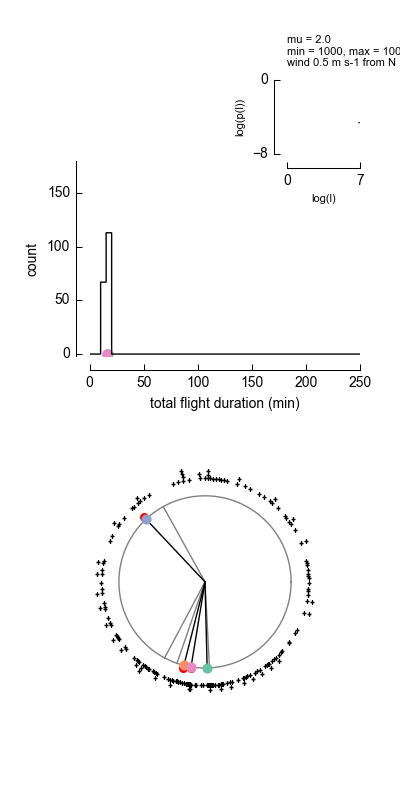 mu = 2.0
min = 1000, max = 100
wind 0.5 m s-1 from N
0
log(p(l))
−8
0 7
log(l)
150
100
50
0
count
0 50 100 150 200 250
total flight duration (min)